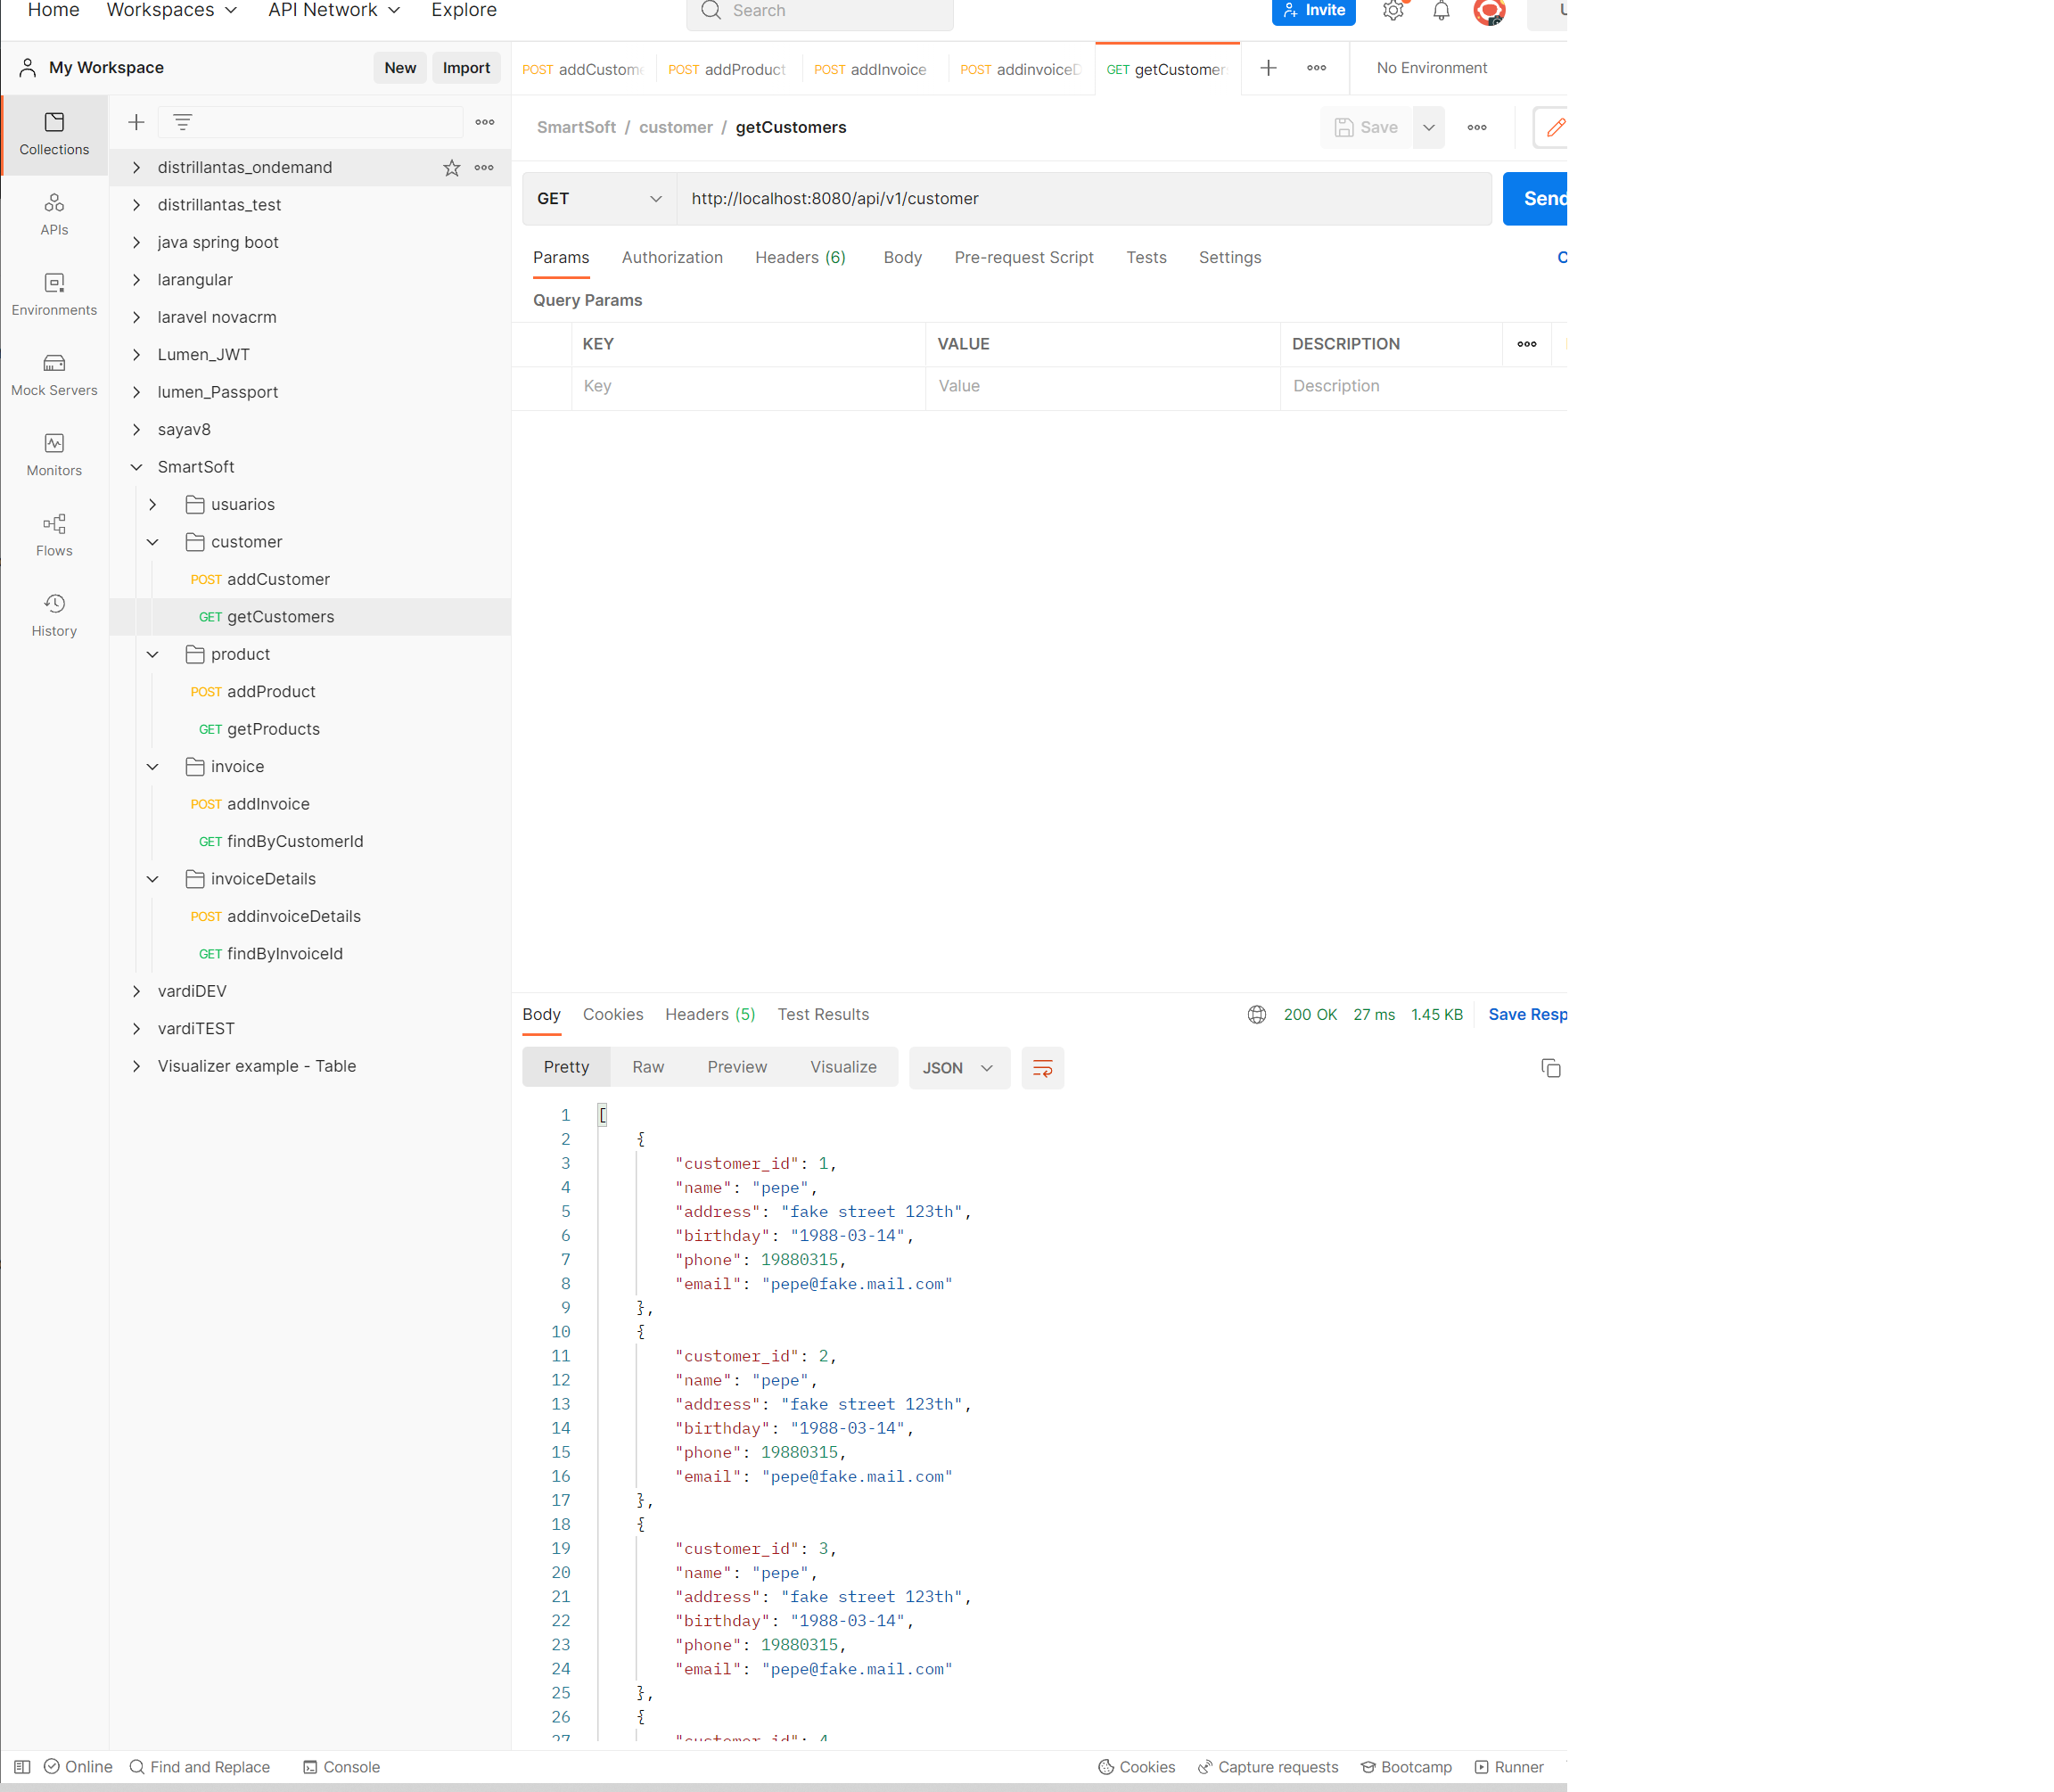 Home Workspaces API Network Explore Search Invite
My Workspace New Import POST addCustome POST addProduct POST addInvoice POST addinvoiceD GET getCustomer No Environment
Collections
APIs
Environments
Mock Servers
Monitors
Flows
History
distrillantas_ondemand
distrillantas_test
java spring boot
larangular
laravel novacrm
Lumen_JWT
lumen_Passport
sayav8
SmartSoft
usuarios
customer
POST addCustomer
GET getCustomers
product
POST addProduct
GET getProducts
invoice
POST addInvoice
GET findByCustomerId
invoiceDetails
POST addinvoiceDetails
GET findByInvoiceId
vardiDEV
vardiTEST
Visualizer example - Table
SmartSoft / customer / getCustomers Save
GET http://localhost:8080/api/v1/customer Send
Params Authorization Headers (6) Body Pre-request Script Tests Settings
Query Params
KEY VALUE DESCRIPTION
Key Value Description
Body Cookies Headers (5) Test Results 200 OK 27 ms 1.45 KB Save Resp
Pretty Raw Preview Visualize JSON
1 [
2 {
3 "customer_id": 1,
4 "name": "pepe",
5 "address": "fake street 123th",
6 "birthday": "1988-03-14",
7 "phone": 19880315,
8 "email": "pepe@fake.mail.com"
9 },
10 {
11 "customer_id": 2,
12 "name": "pepe",
13 "address": "fake street 123th",
14 "birthday": "1988-03-14",
15 "phone": 19880315,
16 "email": "pepe@fake.mail.com"
17 },
18 {
19 "customer_id": 3,
20 "name": "pepe",
21 "address": "fake street 123th",
22 "birthday": "1988-03-14",
23 "phone": 19880315,
24 "email": "pepe@fake.mail.com"
25 },
26 {
27 "customer_id": 4
Online Find and Replace Console Cookies Capture requests Bootcamp Runner